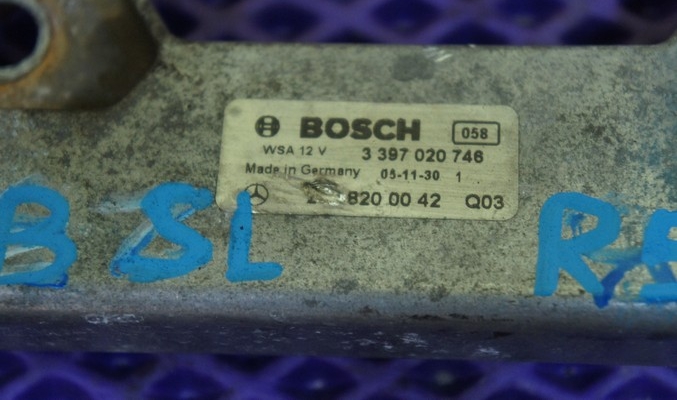 BOSCH 058
WSA 12 V 3 397 020 746
Made in Germany 05-11-30 1
820 00 42 Q03
B SL R